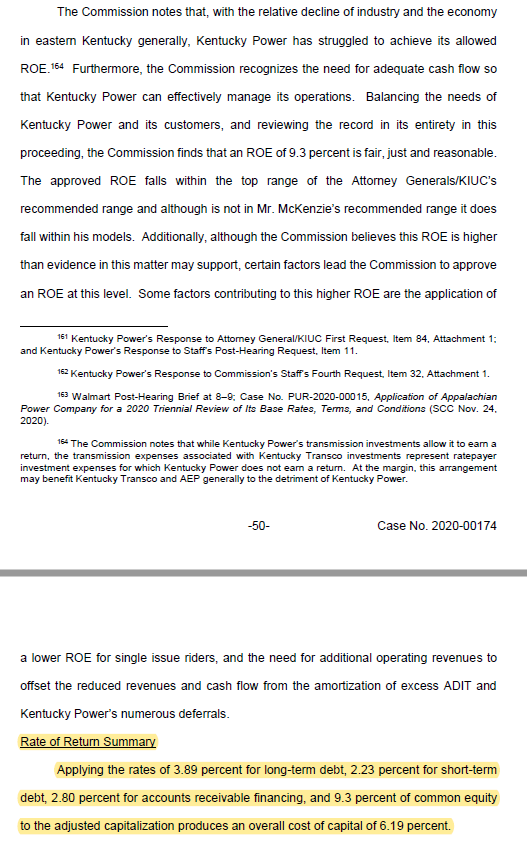 The Commission notes that, with the relative decline of industry and the economy
in eastern Kentucky generally, Kentucky Power has struggled to achieve its allowed
ROE.164 Furthermore, the Commission recognizes the need for adequate cash flow so
that Kentucky Power can effectively manage its operations. Balancing the needs of
Kentucky Power and its customers, and reviewing the record in its entirety in this
proceeding, the Commission finds that an ROE of 9.3 percent is fair, just and reasonable.
The approved ROE falls within the top range of the Attorney Generals/KIUC's
recommended range and although is not in Mr. McKenzie's recommended range it does
fall within his models. Additionally, although the Commission believes this ROE is higher
than evidence in this matter may support, certain factors lead the Commission to approve
an ROE at this level. Some factors contributing to this higher ROE are the application of
161 Kentucky Power's Response to Attorney General/KIUC First Request, Item 84, Attachment 1;
and Kentucky Power's Response to Staff's Post-Hearing Request, Item 11.
162 Kentucky Power's Response to Commission's Staff's Fourth Request, Item 32, Attachment 1.
163 Walmart Post-Hearing Brief at 8–9; Case No. PUR-2020-00015, Application of Appalachian
Power Company for a 2020 Triennial Review of Its Base Rates, Terms, and Conditions (SCC Nov. 24,
2020).
164 The Commission notes that while Kentucky Power's transmission investments allow it to earn a
return, the transmission expenses associated with Kentucky Transco investments represent ratepayer
investment expenses for which Kentucky Power does not earn a return. At the margin, this arrangement
may benefit Kentucky Transco and AEP generally to the detriment of Kentucky Power.
-50- Case No. 2020-00174
a lower ROE for single issue riders, and the need for additional operating revenues to
offset the reduced revenues and cash flow from the amortization of excess ADIT and
Kentucky Power's numerous deferrals.
Rate of Return Summary
Applying the rates of 3.89 percent for long-term debt, 2.23 percent for short-term
debt, 2.80 percent for accounts receivable financing, and 9.3 percent of common equity
to the adjusted capitalization produces an overall cost of capital of 6.19 percent.